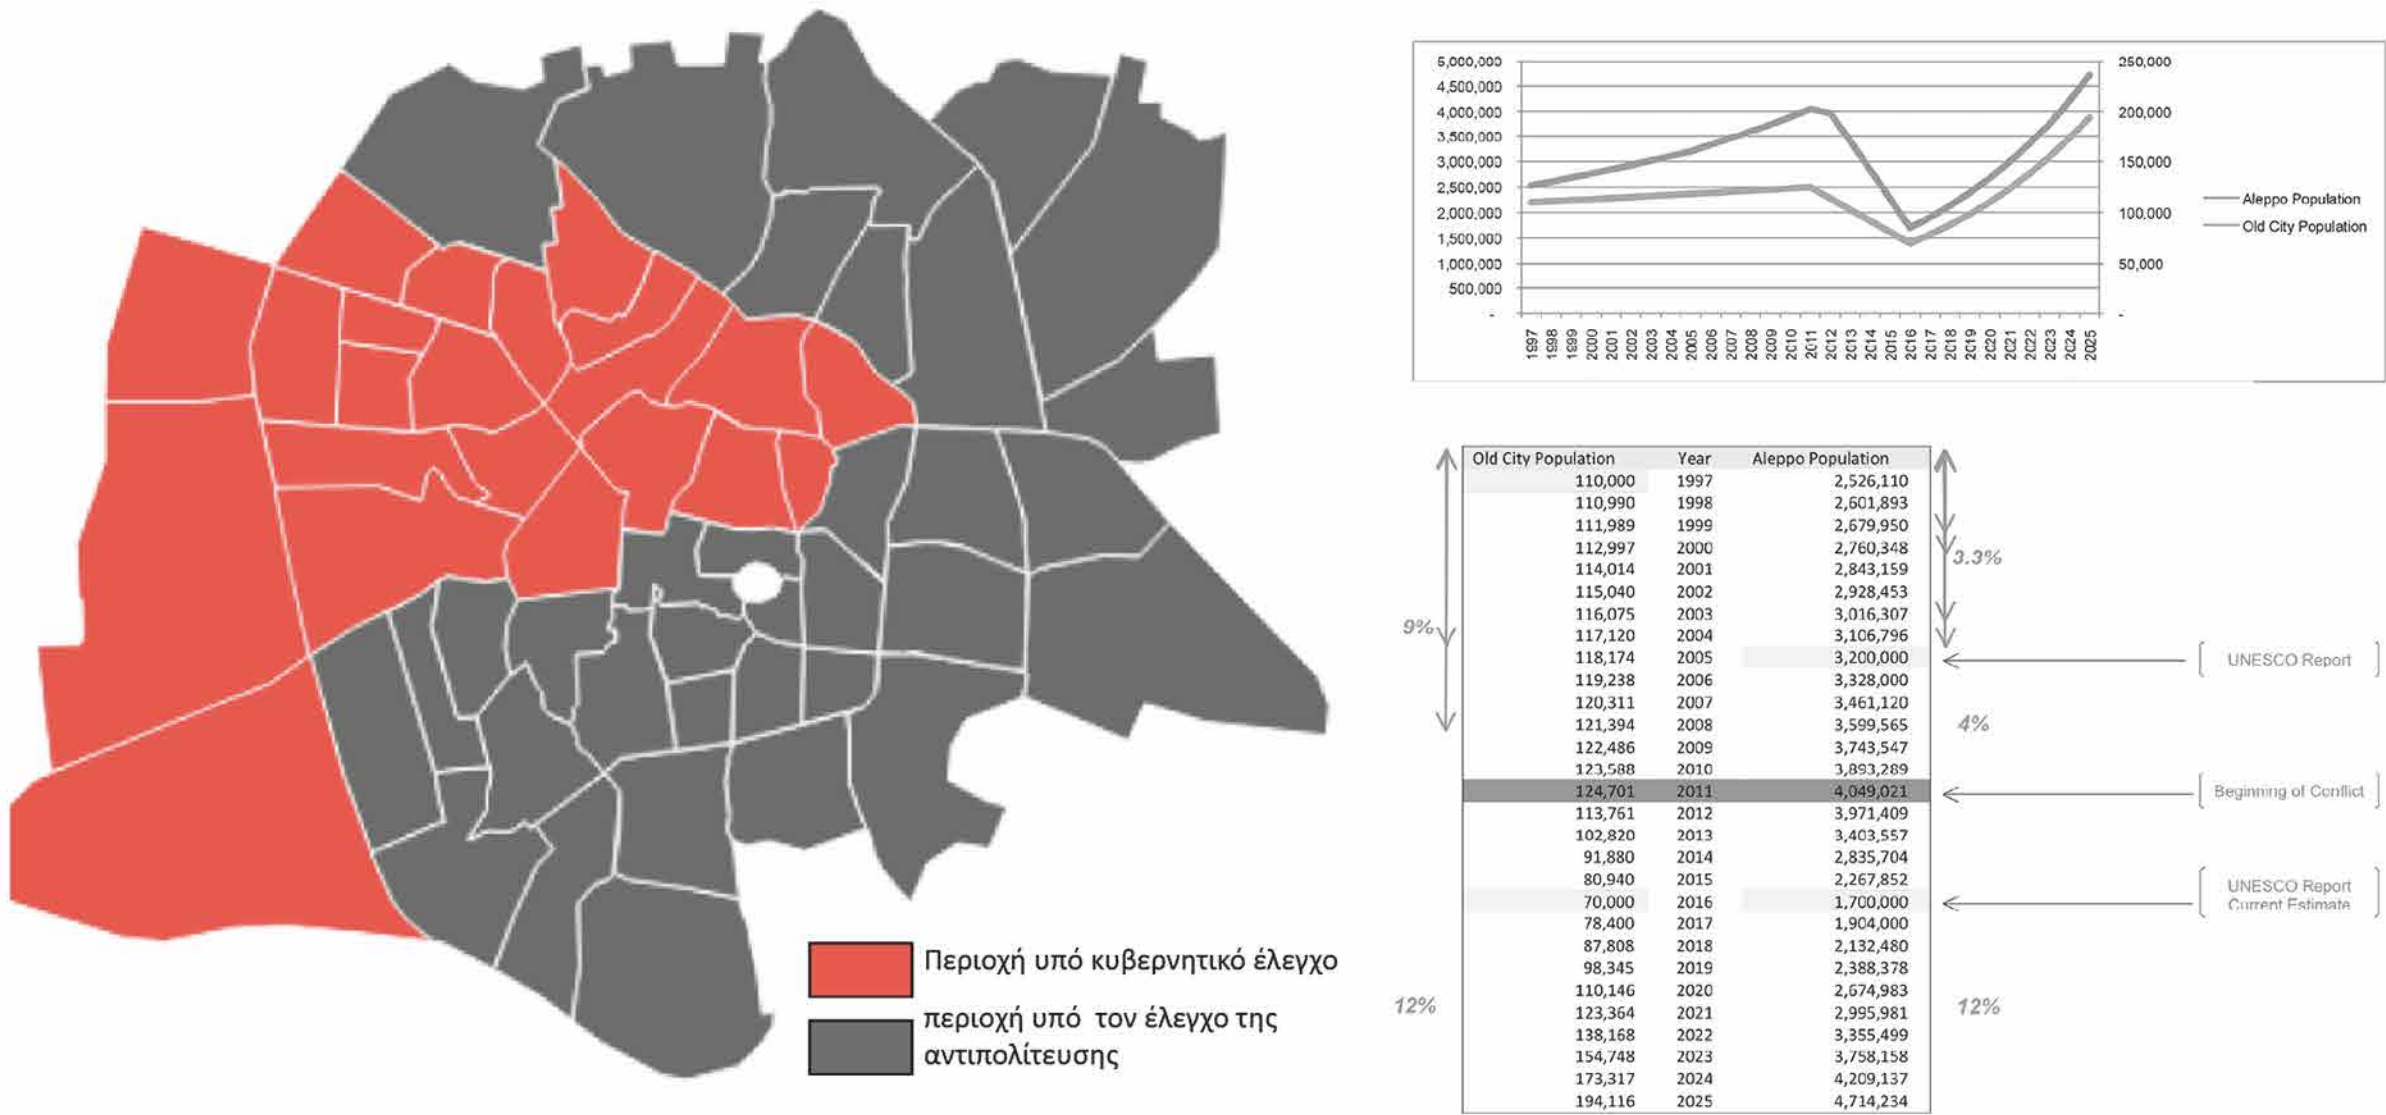 Περιοχή υπό κυβερνητικό έλεγχο
περιοχή υπό τον έλεγχο της
αντιπολίτευσης
5,000,000
4,500,000
4,000,000
3,500,000
3,000,000
2,500,000
2,000,000
1,500,000
1,000,000
500,000
-
250,000
200,000
150,000
100,000
50,000
-
1997 1998 1999 2000 2001 2002 2003 2004 2005 2006 2007 2008 2009 2010 2011 2012 2013 2014 2015 2016 2017 2018 2019 2020 2021 2022 2023 2024 2025
Aleppo Population
Old City Population
Old City Population Year Aleppo Population
110,000 1997 2,526,110
110,990 1998 2,601,893
111,989 1999 2,679,950
112,997 2000 2,760,348
114,014 2001 2,843,159
115,040 2002 2,928,453
116,075 2003 3,016,307
117,120 2004 3,106,796
118,174 2005 3,200,000
119,238 2006 3,328,000
120,311 2007 3,461,120
121,394 2008 3,599,565
122,486 2009 3,743,547
123,588 2010 3,893,289
124,701 2011 4,049,021
113,761 2012 3,971,409
102,820 2013 3,403,557
91,880 2014 2,835,704
80,940 2015 2,267,852
70,000 2016 1,700,000
78,400 2017 1,904,000
87,808 2018 2,132,480
98,345 2019 2,388,378
110,146 2020 2,674,983
123,364 2021 2,995,981
138,168 2022 3,355,499
154,748 2023 3,758,158
173,317 2024 4,209,137
194,116 2025 4,714,234
9%
12%
3.3%
4%
12%
UNESCO Report
Beginning of Conflict
UNESCO Report
Current Estimate